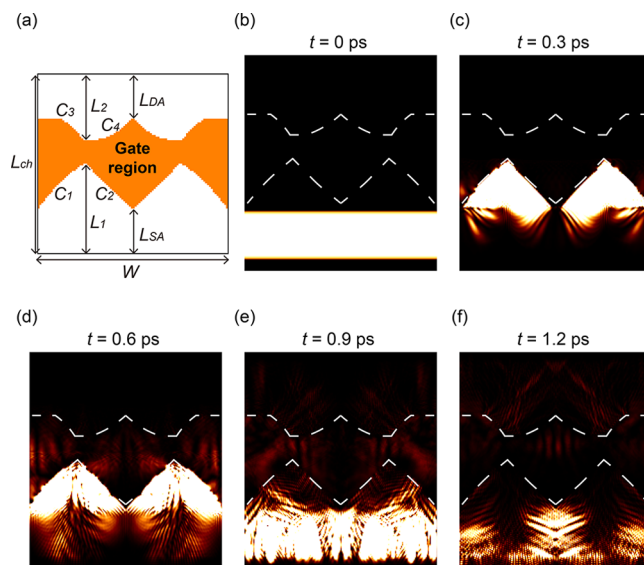 (a)
(b)
(c)
t = 0 ps
t = 0.3 ps
C3
L2
LDA
C4
Lch
Gate
region
C1
C2
L1
LSA
W
(d)
(e)
(f)
t = 0.6 ps
t = 0.9 ps
t = 1.2 ps